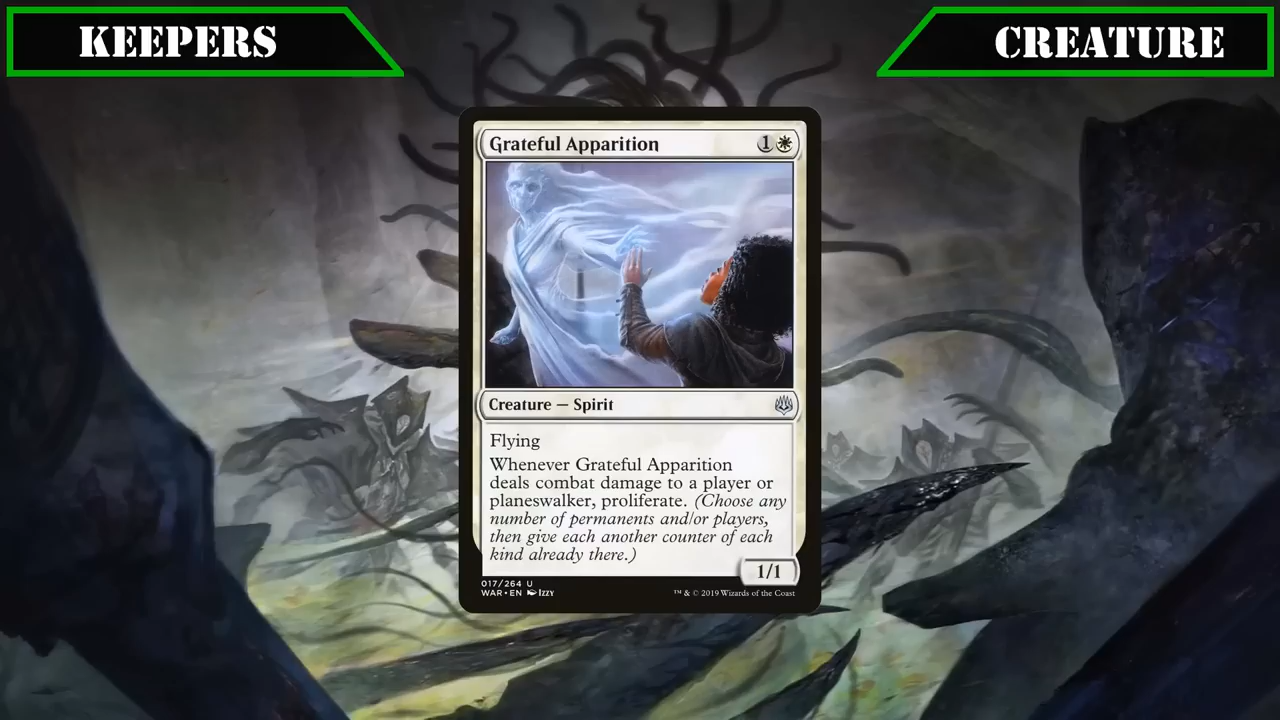 KEEPERS
CREATURE
Grateful Apparition
1
Creature — Spirit
Flying
Whenever Grateful Apparition
deals combat damage to a player or
planeswalker, proliferate. (Choose any
number of permanents and/or players,
then give each another counter of each
kind already there.)
1/1
017/264 U
WAR • EN Izzy
™ & © 2019 Wizards of the Coast